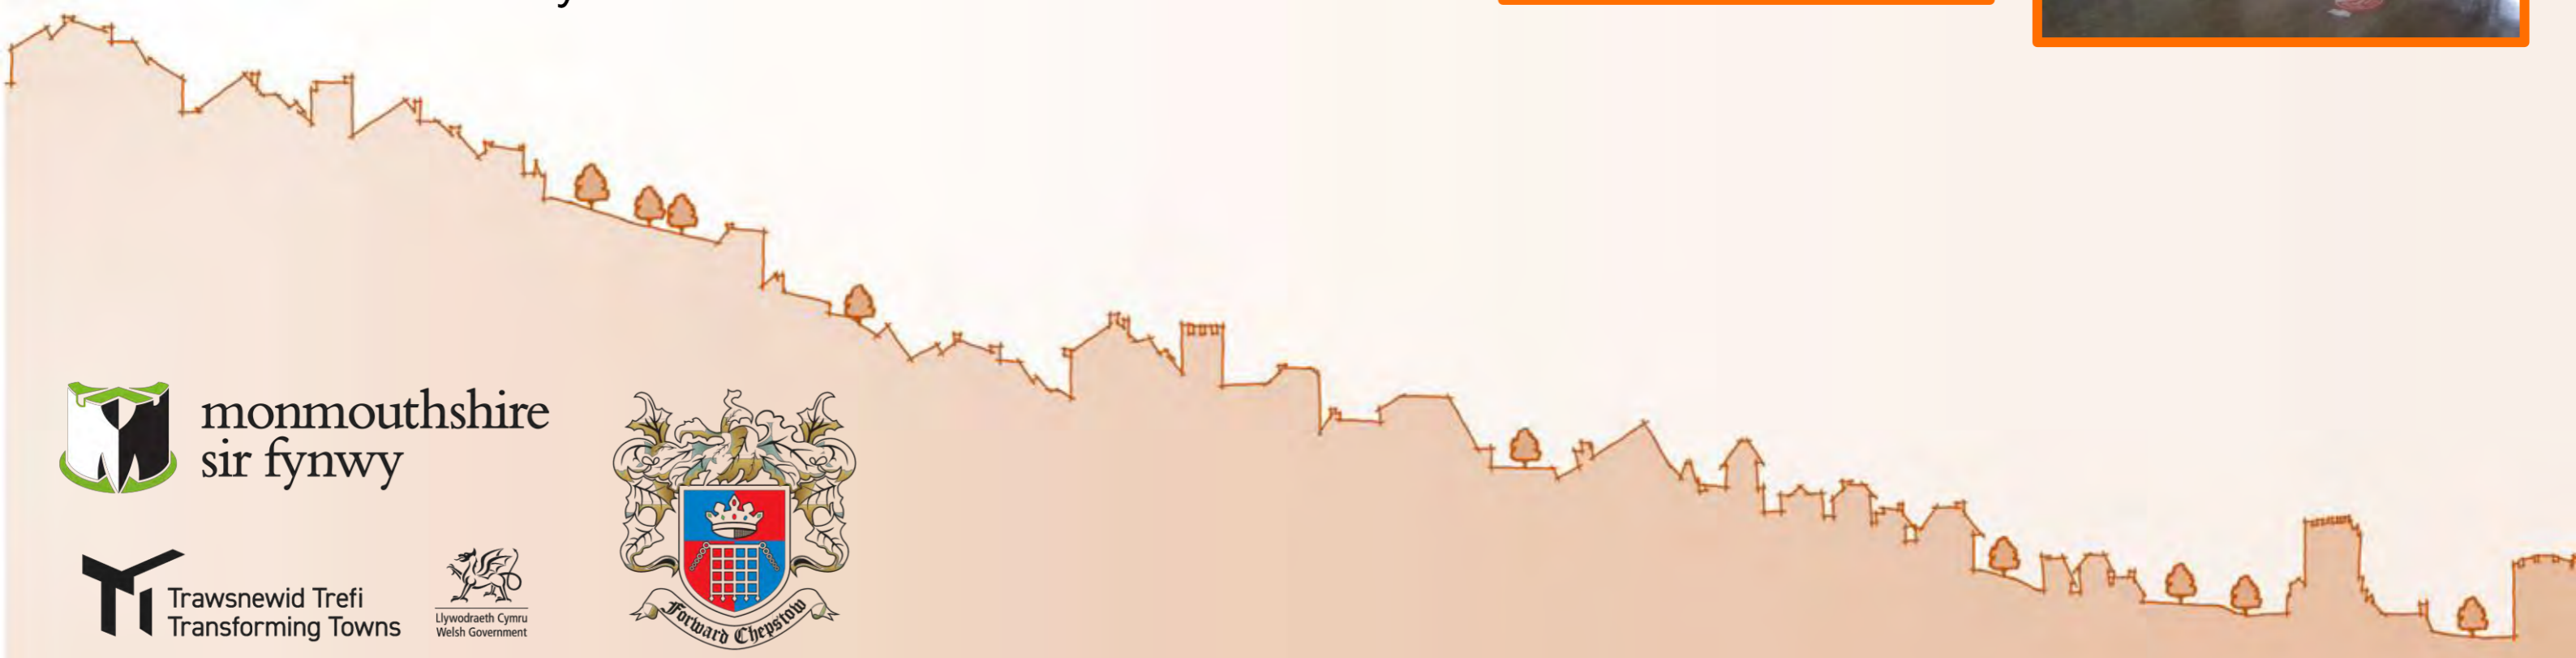 monmouthshire
sir fynwy
Trawsnewid Trefi
Transforming Towns
Llywodraeth Cymru
Welsh Government
Forward Chepstow